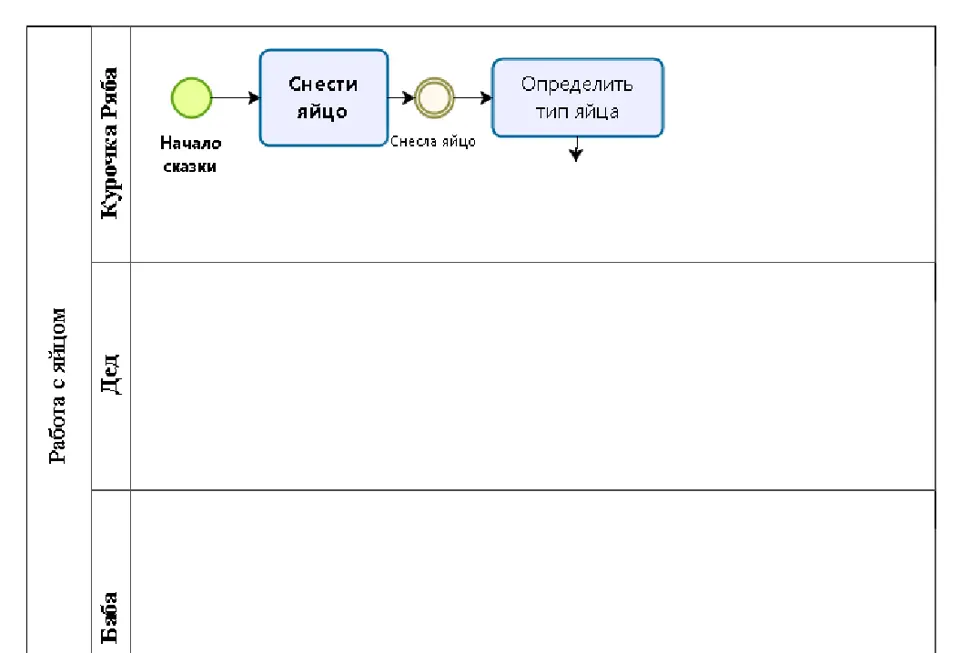 Работа с яйцом
Курочка Ряба
Начало
сказки
Снести
яйцо
Снесла яйцо
Определить
тип яйца
Дед
Баба